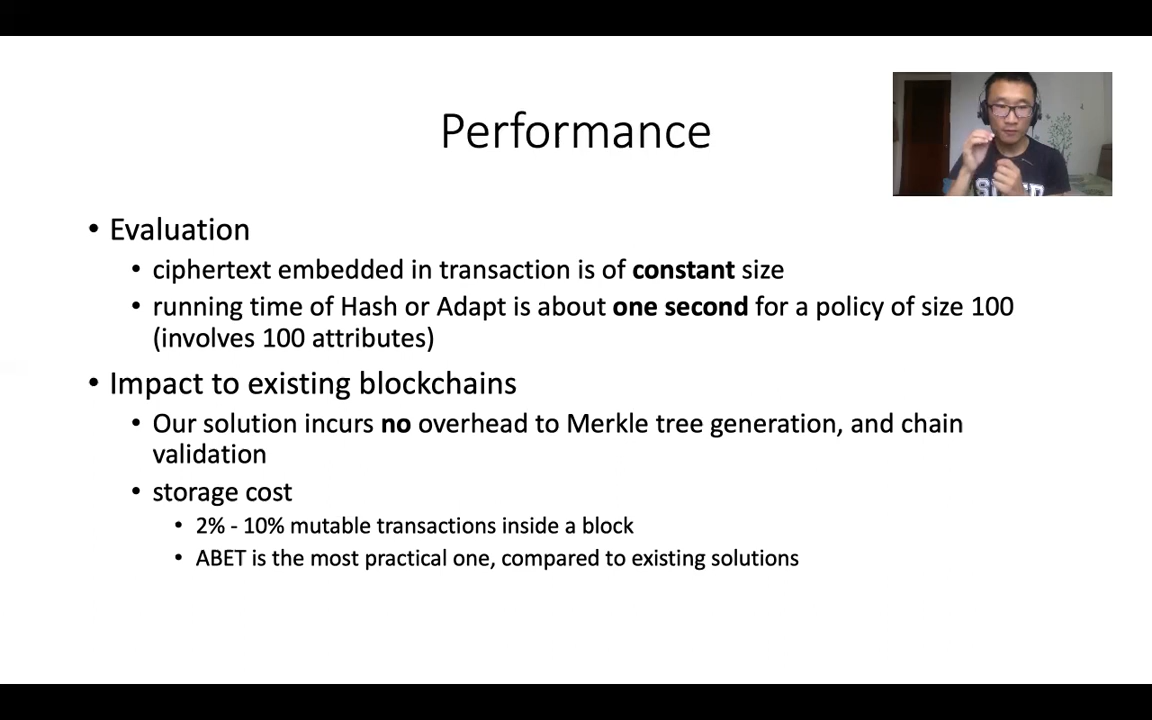 Performance
• Evaluation
• ciphertext embedded in transaction is of constant size
• running time of Hash or Adapt is about one second for a policy of size 100
(involves 100 attributes)
• Impact to existing blockchains
• Our solution incurs no overhead to Merkle tree generation, and chain
validation
• storage cost
• 2% - 10% mutable transactions inside a block
• ABET is the most practical one, compared to existing solutions